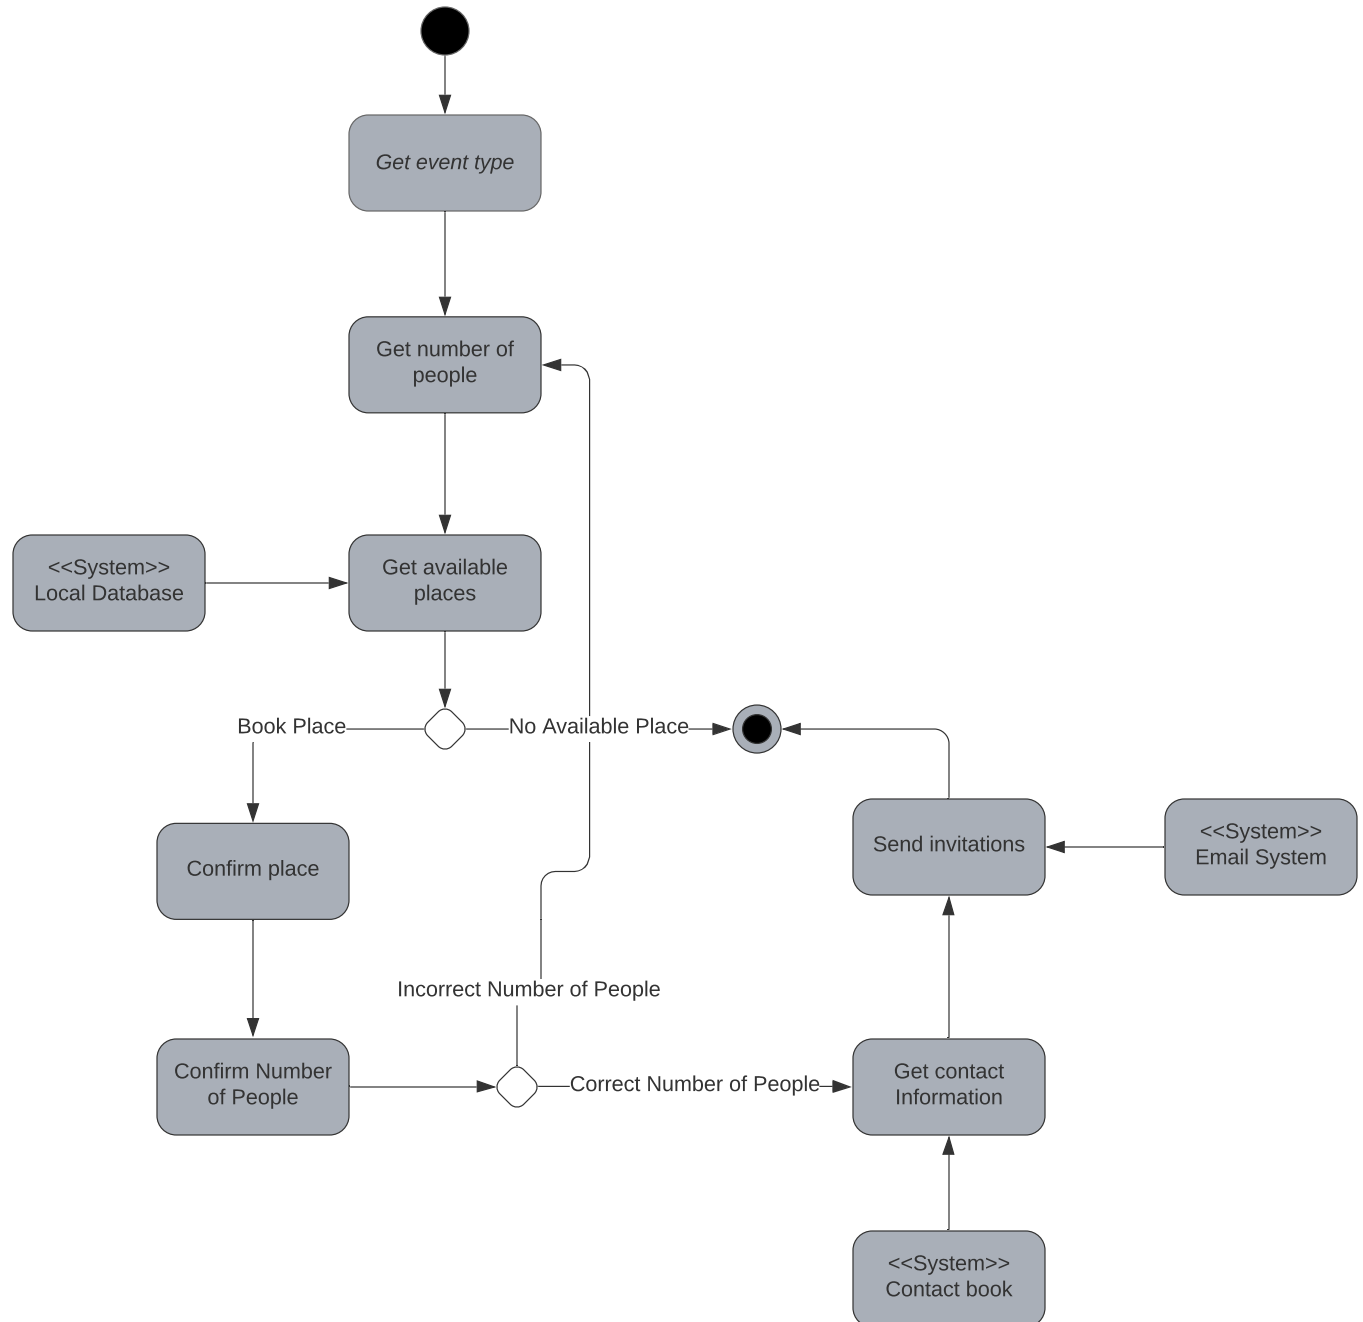 Get event type
Get number of
people
<<System>>
Local Database
Get available
places
Book Place
No Available Place
Confirm place
Send invitations
<<System>>
Email System
Incorrect Number of People
Confirm Number
of People
Correct Number of People
Get contact
Information
<<System>>
Contact book